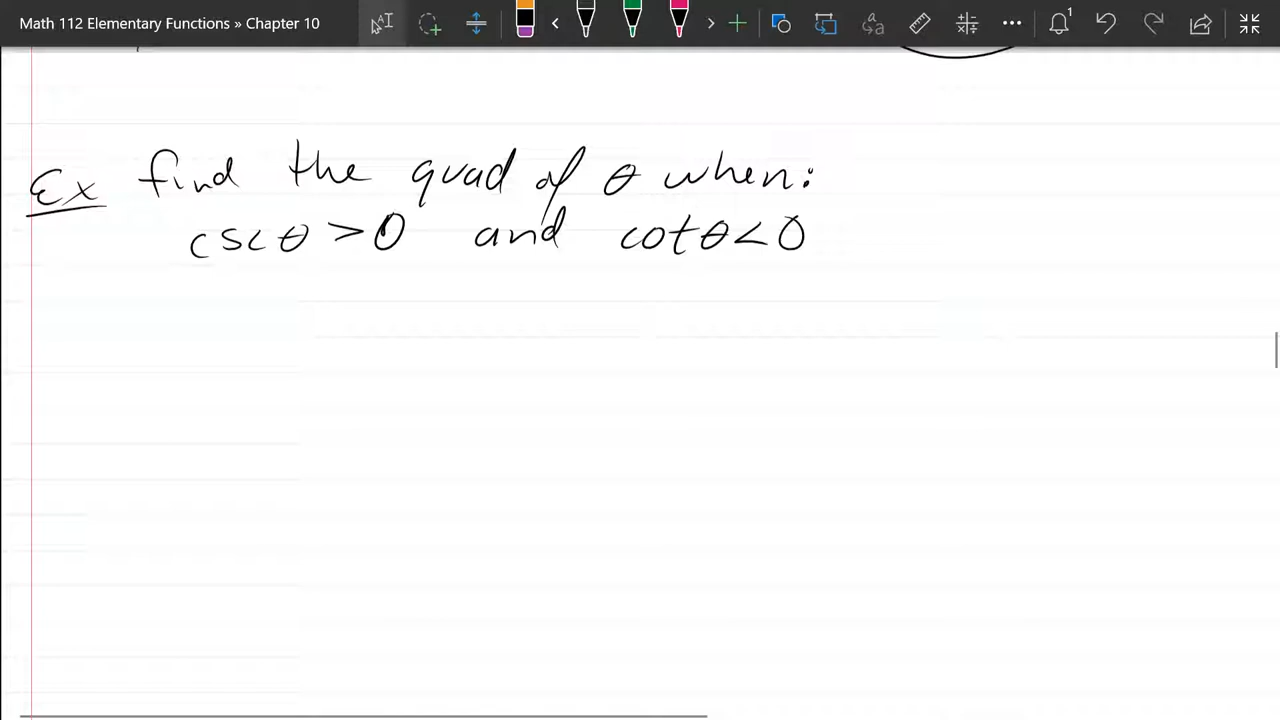 Math 112 Elementary Functions » Chapter 10
Ex find the quad of θ when:
csc θ > 0 and cot θ < 0